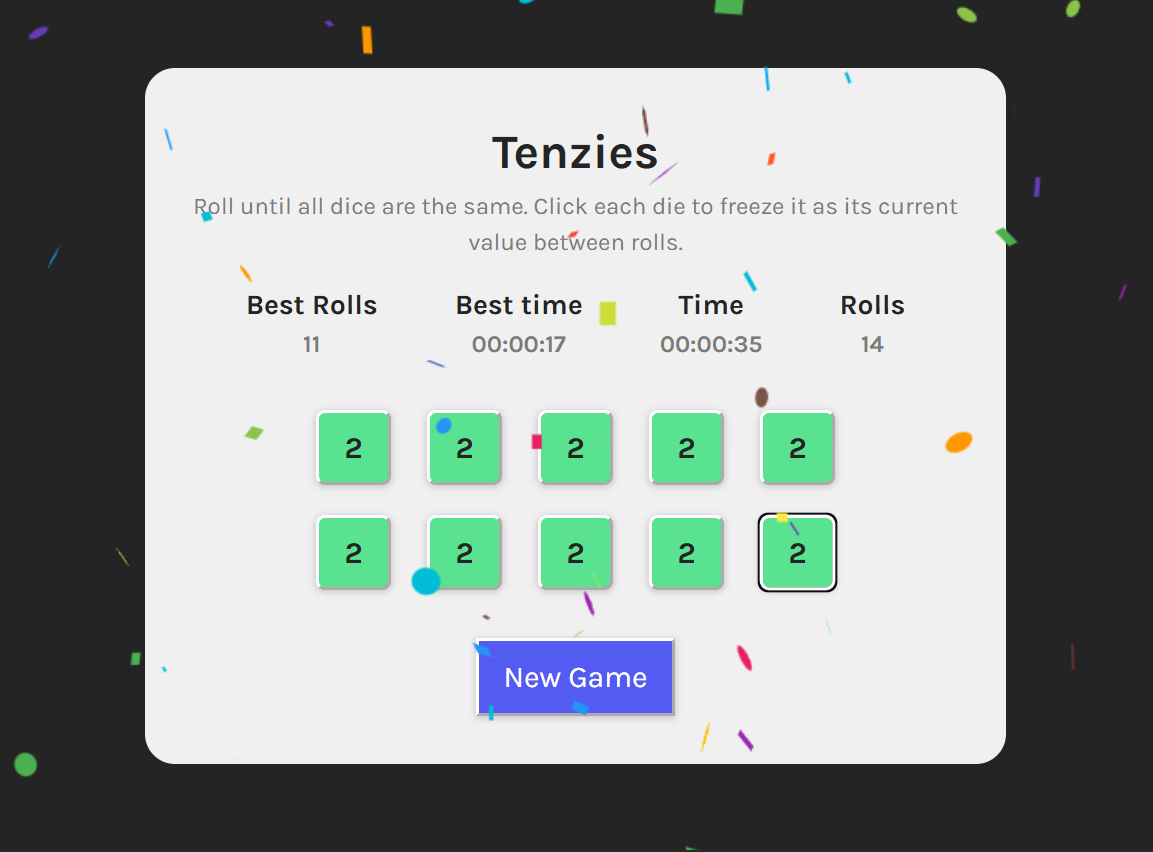 Tenzies
Roll until all dice are the same. Click each die to freeze it as its current
value between rolls.
Best Rolls Best time Time Rolls
11 00:00:17 00:00:35 14
2 2 2 2 2
2 2 2 2 2
New Game